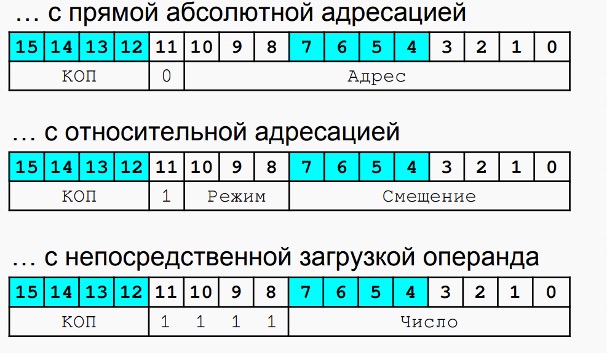 ... с прямой абсолютной адресацией
15 14 13 12 11 10 9 8 7 6 5 4 3 2 1 0
КОП 0 Адрес
... с относительной адресацией
15 14 13 12 11 10 9 8 7 6 5 4 3 2 1 0
КОП 1 Режим Смещение
... с непосредственной загрузкой операнда
15 14 13 12 11 10 9 8 7 6 5 4 3 2 1 0
КОП 1 1 1 1 Число